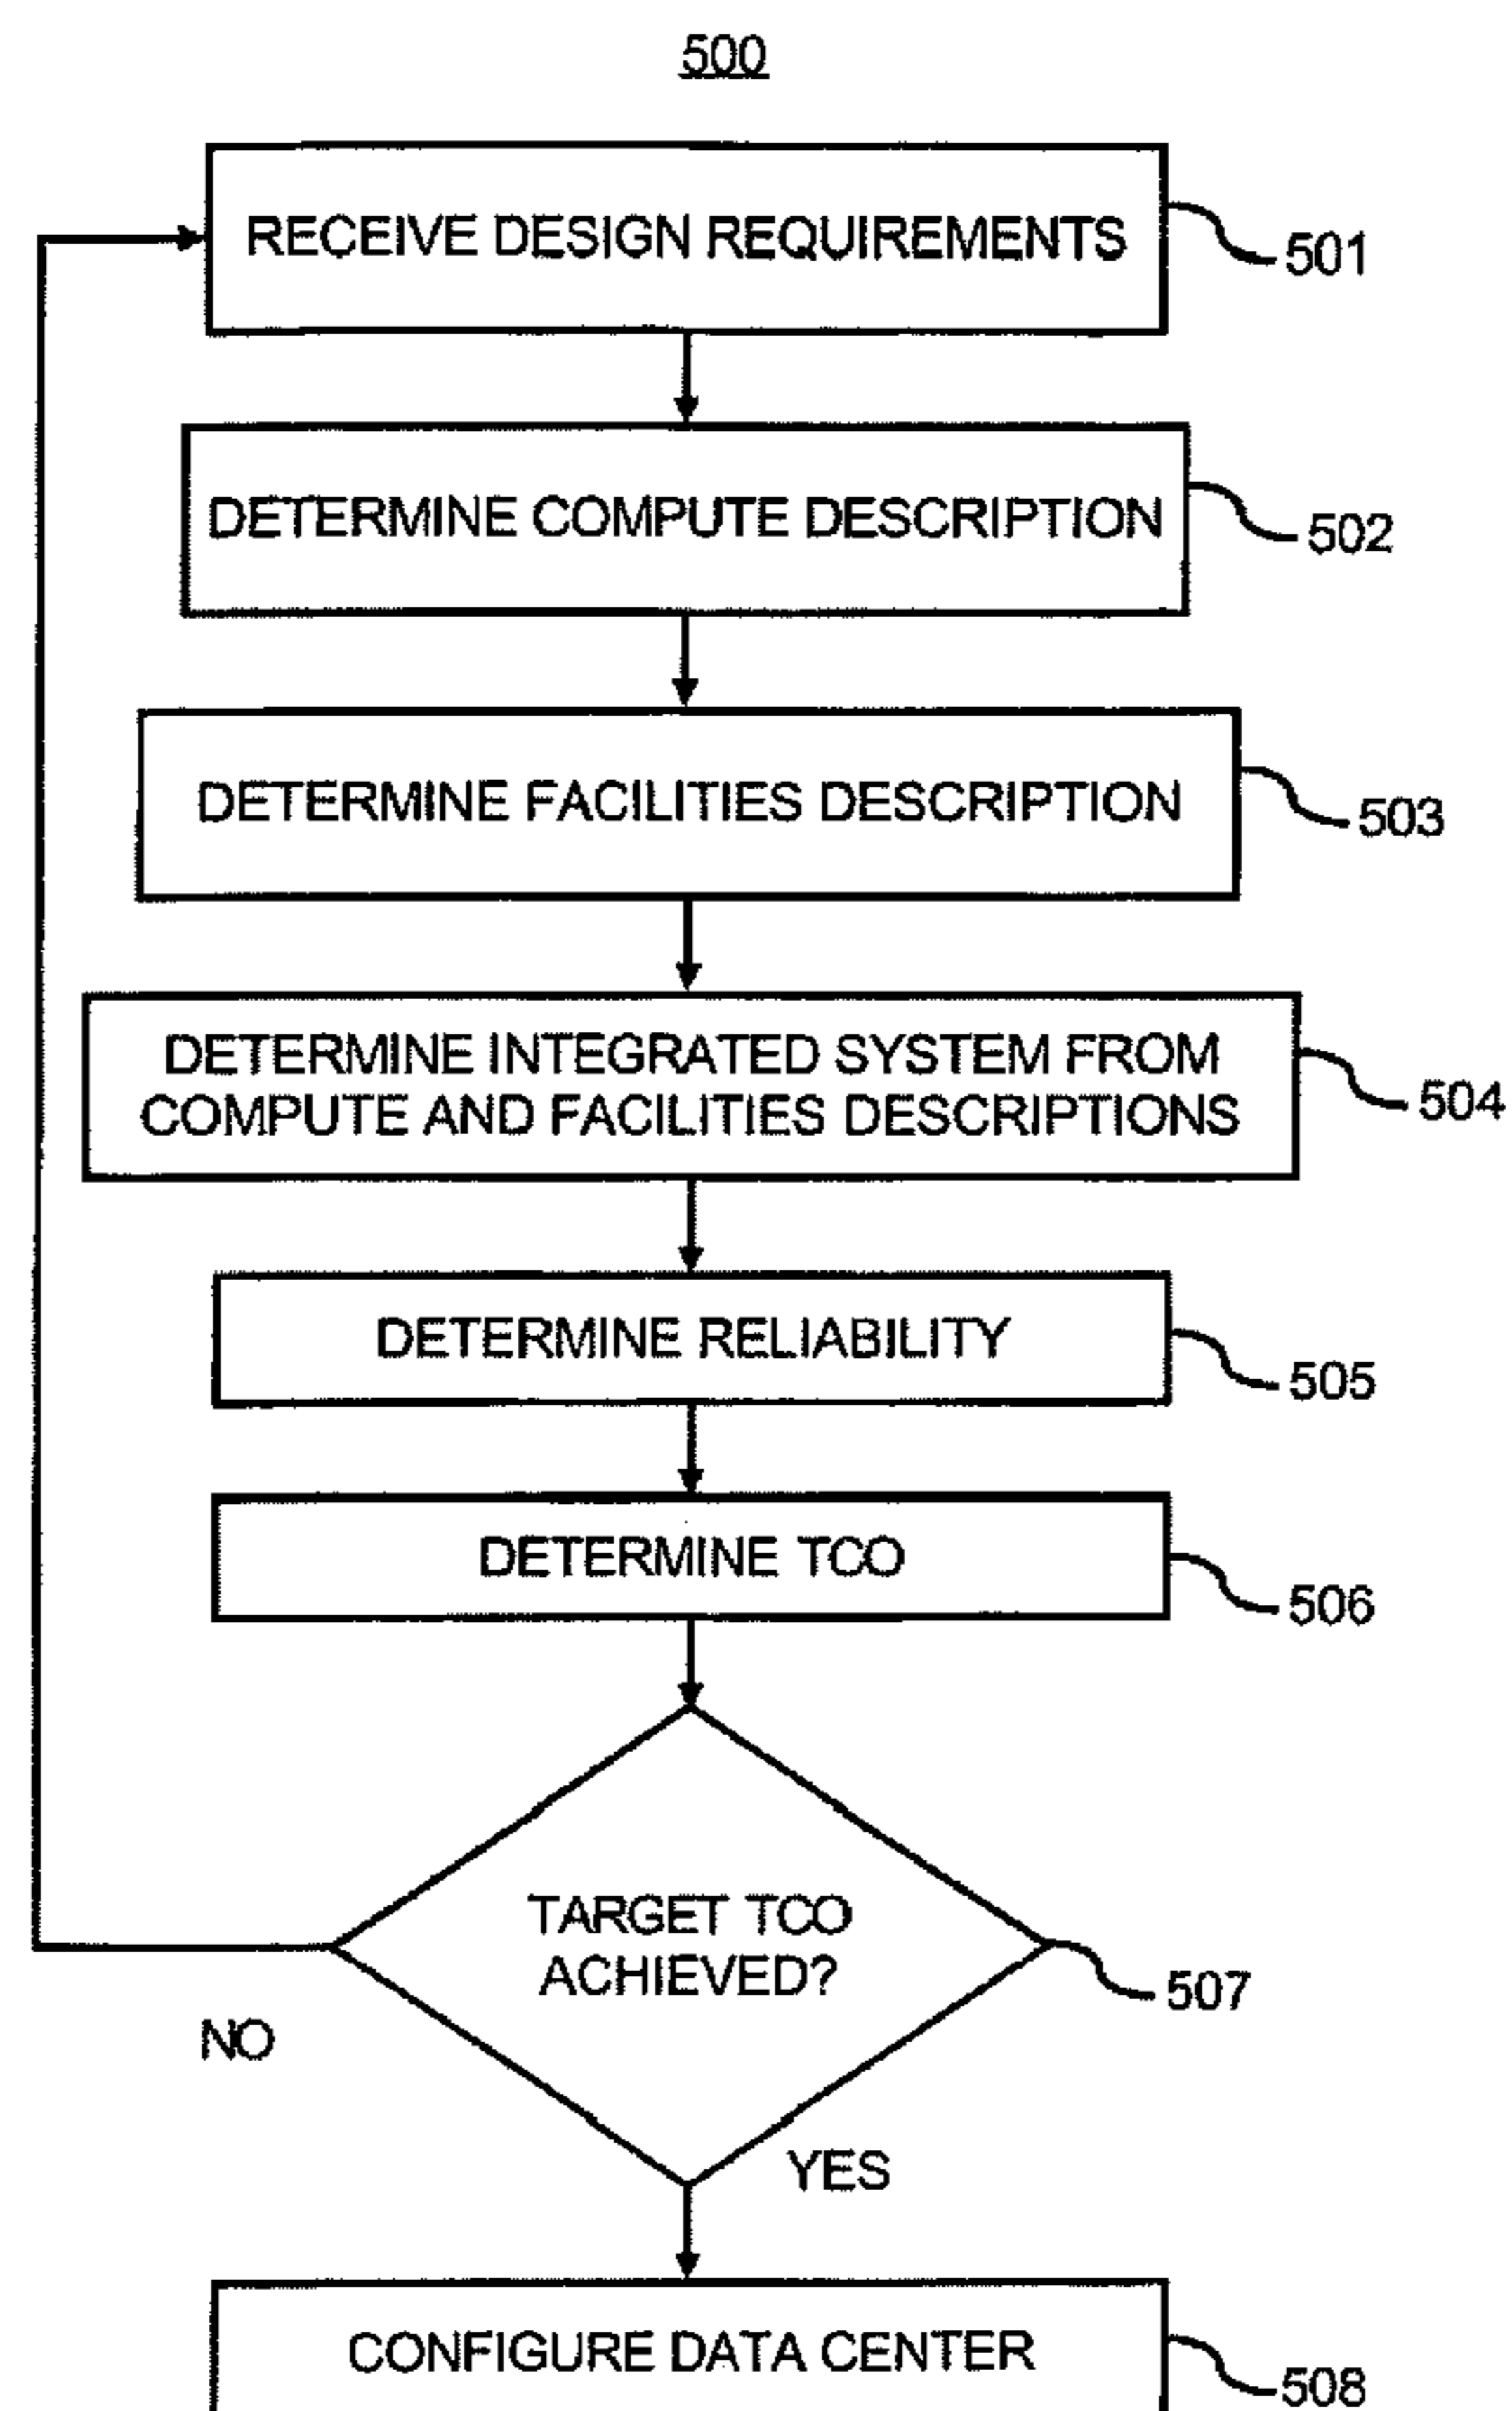 500
RECEIVE DESIGN REQUIREMENTS
501
DETERMINE COMPUTE DESCRIPTION
502
DETERMINE FACILITIES DESCRIPTION
503
DETERMINE INTEGRATED SYSTEM FROM
COMPUTE AND FACILITIES DESCRIPTIONS
504
DETERMINE RELIABILITY
505
DETERMINE TCO
506
TARGET TCO
ACHIEVED?
507
NO
YES
CONFIGURE DATA CENTER
508